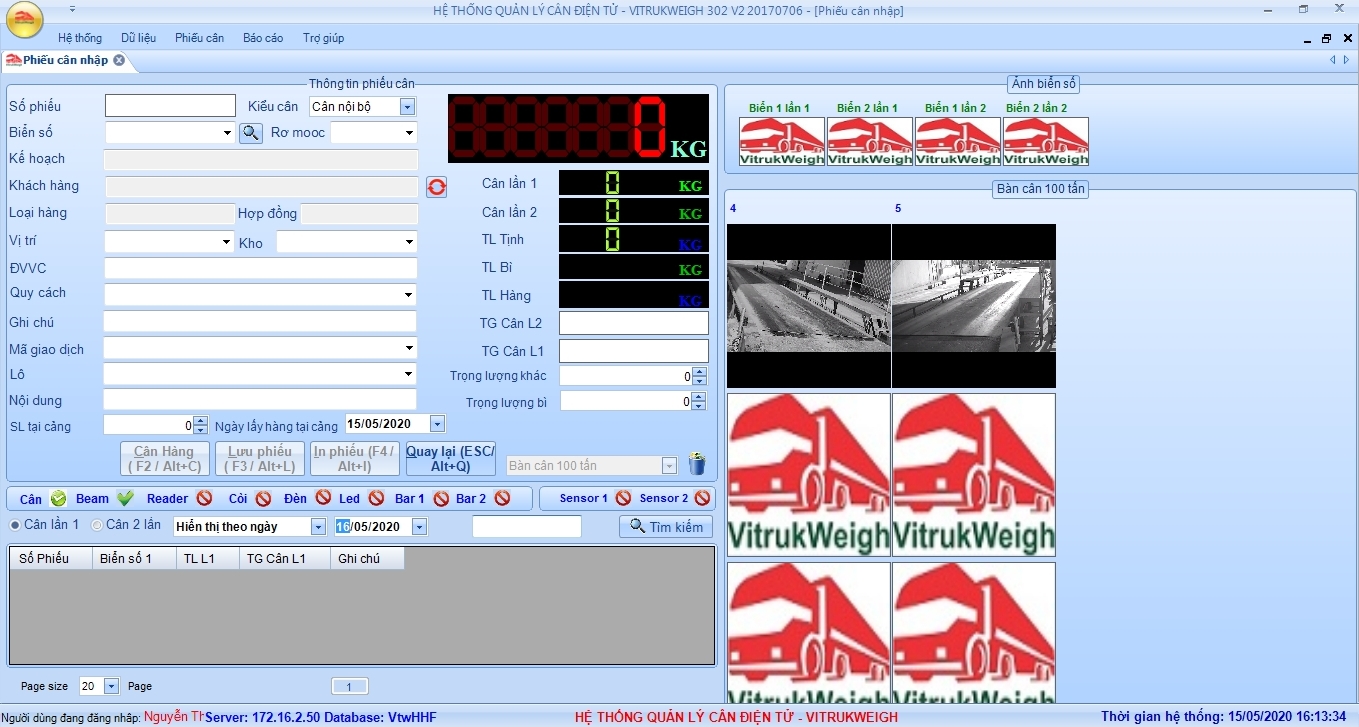 HỆ THỐNG QUẢN LÝ CÂN ĐIỆN TỬ - VITRUKWEIGH 302 V2 20170706 - [Phiếu cân nhập]
Hệ thống Dữ liệu Phiếu cân Báo cáo Trợ giúp
Phiếu cân nhập
Thông tin phiếu cân
Số phiếu Kiểu cân Cân nội bộ
Biển số Rơ mooc
Kế hoạch
Khách hàng
Loại hàng Hợp đồng
Vị trí Kho
ĐVVC
Quy cách
Ghi chú
Mã giao dịch
Lô
Nội dung
SL tại cảng 0 Ngày lấy hàng tại cảng 15/05/2020
0 KG
Cân lần 1 0 KG
Cân lần 2 0 KG
TL Tịnh 0 KG
TL Bì KG
TL Hàng KG
TG Cân L2
TG Cân L1
Trọng lượng khác 0
Trọng lượng bì 0
Cân Hàng ( F2 / Alt+C)
Lưu phiếu ( F3 / Alt+L)
In phiếu (F4 / Alt+I)
Quay lại (ESC/ Alt+Q)
Bàn cân 100 tấn
Cân Beam Reader Còi Đèn Led Bar 1 Bar 2 Sensor 1 Sensor 2
Cân lần 1 Cân 2 lần Hiển thị theo ngày 16/05/2020 Tìm kiếm
Số Phiếu Biển số 1 TL L1 TG Cân L1 Ghi chú
Page size 20 Page 1
Ảnh biển số
Biển 1 lần 1 Biển 2 lần 1 Biển 1 lần 2 Biển 2 lần 2
VitrukWeigh VitrukWeigh VitrukWeigh VitrukWeigh
Bàn cân 100 tấn
4 5
VitrukWeigh VitrukWeigh
VitrukWeigh VitrukWeigh
Người dùng đang đăng nhập: Nguyễn Server: 172.16.2.50 Database: VtwHHF HỆ THỐNG QUẢN LÝ CÂN ĐIỆN TỬ - VITRUKWEIGH Thời gian hệ thống: 15/05/2020 16:13:34